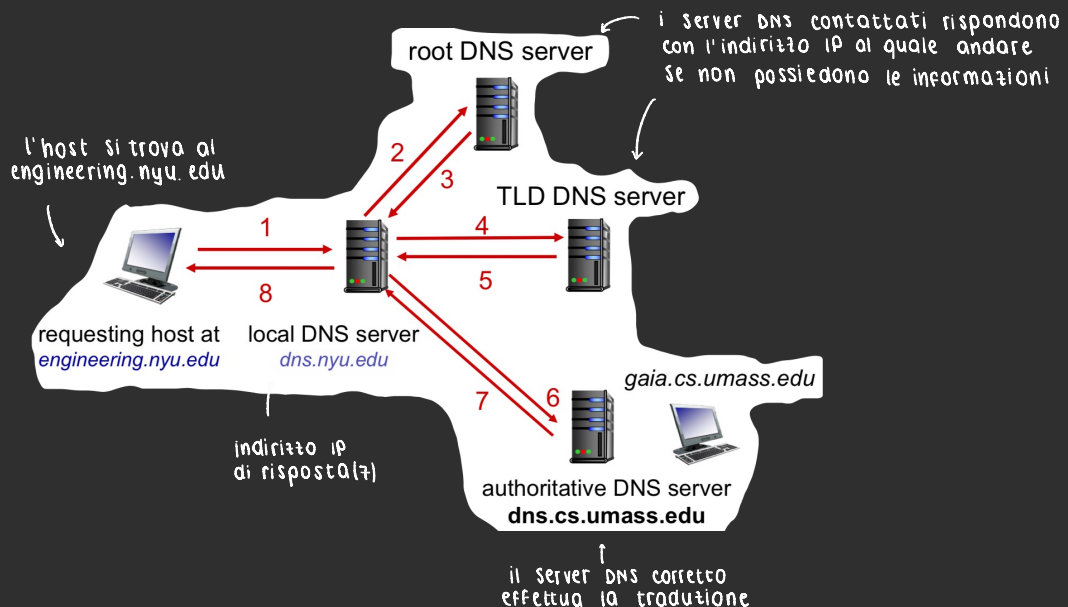 i server DNS contattati rispondono
con l'indirizzo IP al quale andare
se non possiedono le informazioni
root DNS server
l'host si trova al
engineering.nyu.edu
2
3
TLD DNS server
1
4
5
8
requesting host at
engineering.nyu.edu
local DNS server
dns.nyu.edu
gaia.cs.umass.edu
6
7
indirizzo IP
di risposta(7)
authoritative DNS server
dns.cs.umass.edu
il server DNS corretto
effettua la traduzione